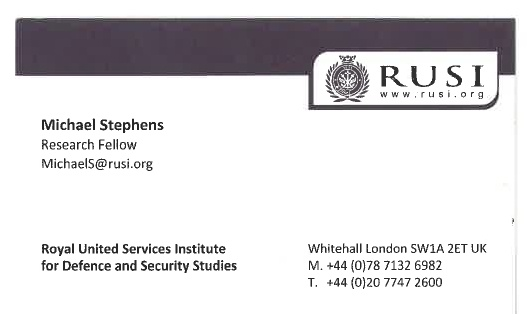 RUSI
www.rusi.org
Michael Stephens
Research Fellow
MichaelS@rusi.org
Royal United Services Institute
for Defence and Security Studies
Whitehall London SW1A 2ET UK
M. +44 (0)78 7132 6982
T. +44 (0)20 7747 2600